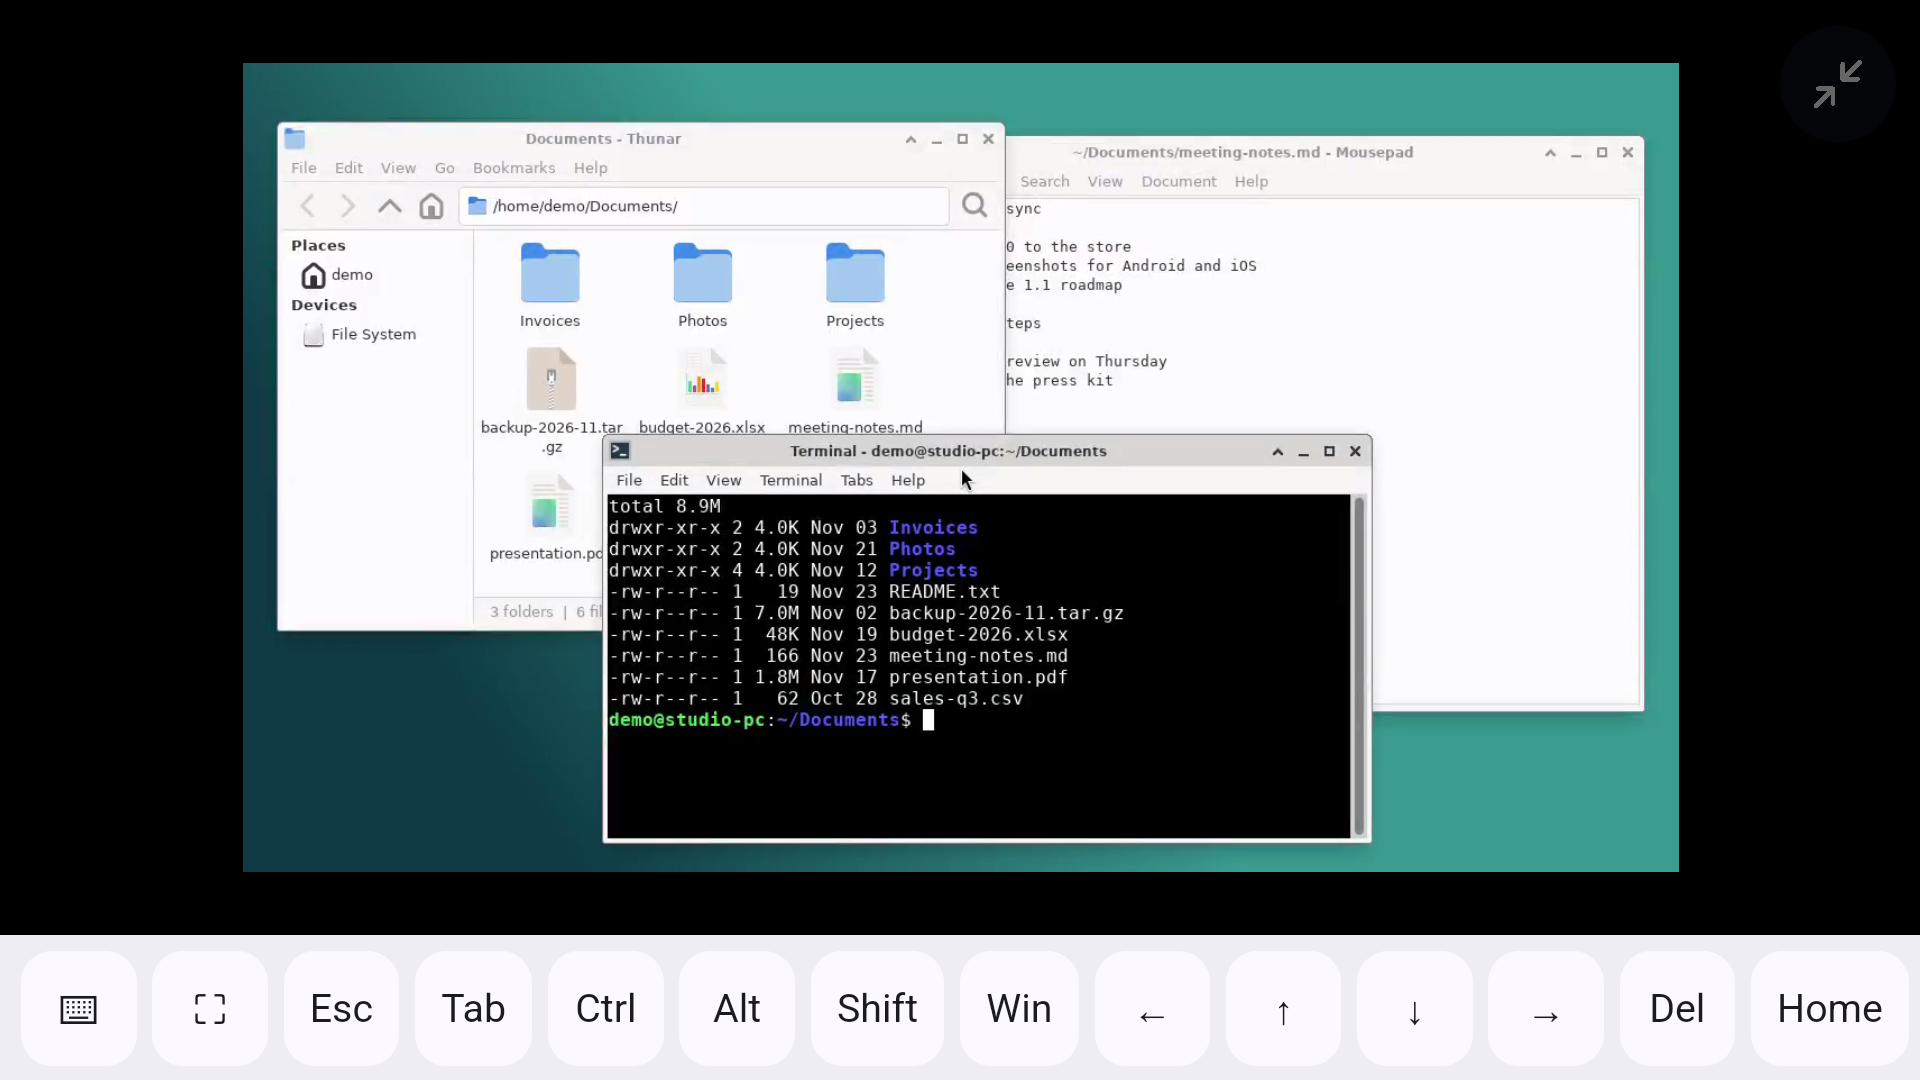 Documents - Thunar
File Edit View Go Bookmarks Help
/home/demo/Documents/
Places
demo
Devices
File System
Invoices Photos Projects
backup-2026-11.tar
.gz
budget-2026.xlsx
meeting-notes.md
presentation.pd
3 folders | 6 fil
~/Documents/meeting-notes.md - Mousepad
Search View Document Help
sync
0 to the store
eenshots for Android and iOS
e 1.1 roadmap
teps
review on Thursday
he press kit
Terminal - demo@studio-pc:~/Documents
File Edit View Terminal Tabs Help
total 8.9M
drwxr-xr-x 2 4.0K Nov 03 Invoices
drwxr-xr-x 2 4.0K Nov 21 Photos
drwxr-xr-x 4 4.0K Nov 12 Projects
-rw-r--r-- 1   19 Nov 23 README.txt
-rw-r--r-- 1 7.0M Nov 02 backup-2026-11.tar.gz
-rw-r--r-- 1  48K Nov 19 budget-2026.xlsx
-rw-r--r-- 1  166 Nov 23 meeting-notes.md
-rw-r--r-- 1 1.8M Nov 17 presentation.pdf
-rw-r--r-- 1   62 Oct 28 sales-q3.csv
demo@studio-pc:~/Documents$
Esc Tab Ctrl Alt Shift Win ← ↑ ↓ → Del Home